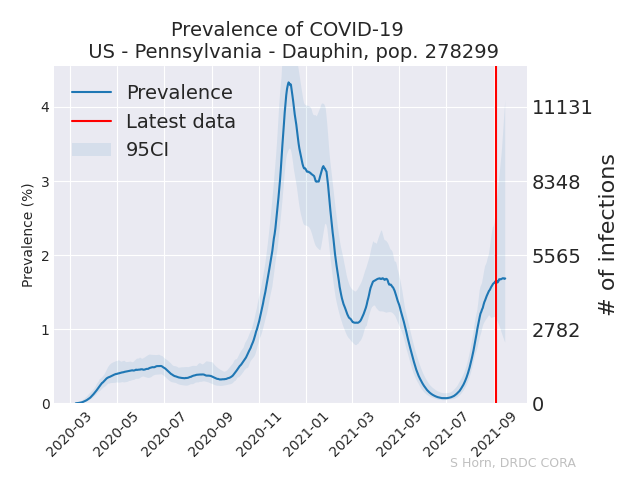 Prevalence of COVID-19
US - Pennsylvania - Dauphin, pop. 278299
Prevalence
Latest data
95CI
Prevalence (%)
4
3
2
1
0
11131
8348
5565
2782
0
# of infections
2020-03
2020-05
2020-07
2020-09
2020-11
2021-01
2021-03
2021-05
2021-07
2021-09
S Horn, DRDC CORA